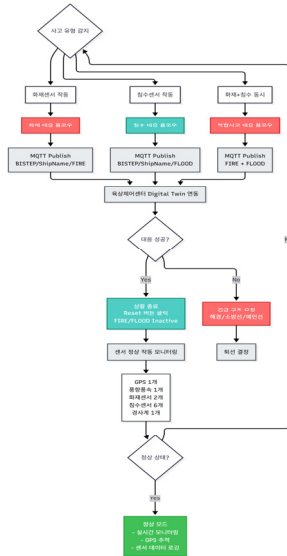 사고 유형 감지
화재센서 작동
침수센서 작동
화재+침수 동시
화재 대응 플로우
침수 대응 플로우
복합사고 대응 플로우
MQTT Publish
BISTEP/ShipName/FIRE
MQTT Publish
BISTEP/ShipName/FLOOD
MQTT Publish
FIRE + FLOOD
육상제어센터 Digital Twin 연동
대응 성공?
Yes
No
상황 종료
Reset 버튼 클릭
FIRE/FLOOD Inactive
긴급 구조 요청
해경/소방선/예인선
센서 정상 작동 모니터링
퇴선 결정
GPS 1개
풍향풍속 1개
화재센서 2개
침수센서 6개
경사계 1개
정상 상태?
Yes
정상 모드
- 실시간 모니터링
- GPS 추적
- 센서 데이터 로깅